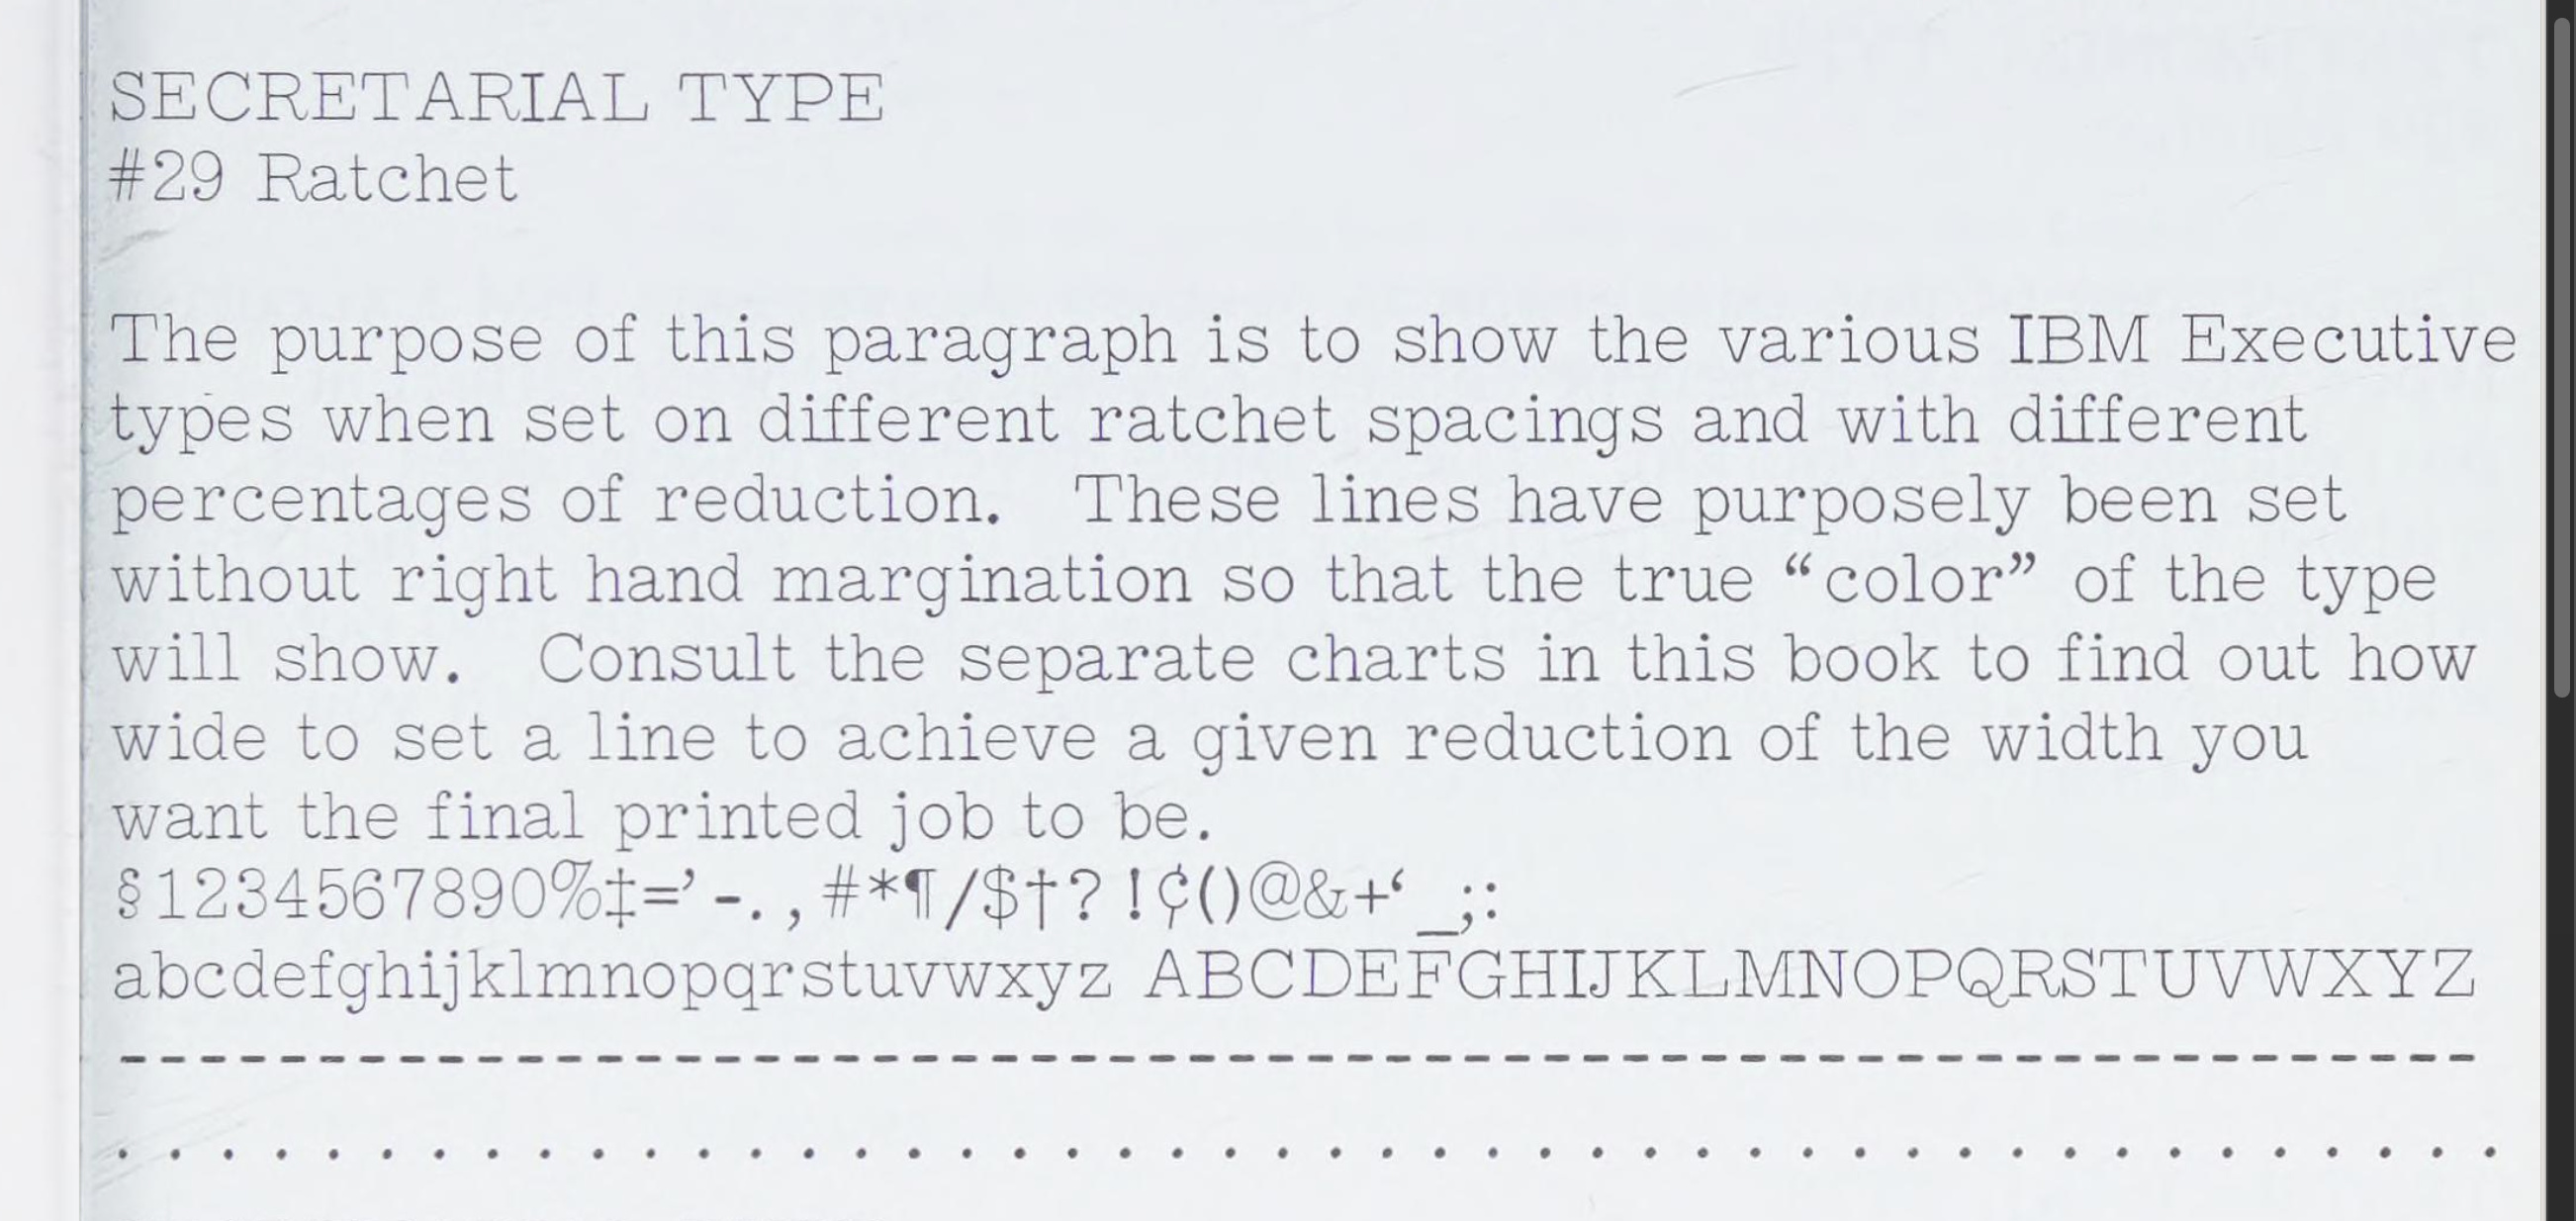 SECRETARIAL TYPE
#29 Ratchet
The purpose of this paragraph is to show the various IBM Executive
types when set on different ratchet spacings and with different
percentages of reduction.  These lines have purposely been set
without right hand margination so that the true “color” of the type
will show.  Consult the separate charts in this book to find out how
wide to set a line to achieve a given reduction of the width you
want the final printed job to be.
§1234567890%‡=’-.,#*¶/$†?!¢()@&+‘_;:
abcdefghijklmnopqrstuvwxyz ABCDEFGHIJKLMNOPQRSTUVWXYZ
------------------------------------------------
. . . . . . . . . . . . . . . . . . . . . . . . . . . . . . . . . . . . . . . . . . . . . .